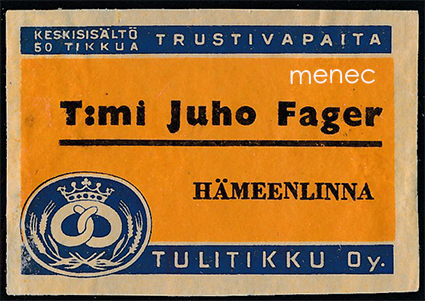 KESKISISÄLTÖ
50 TIKKUA
TRUSTIVAPAITA
menec
T:mi Juho Fager
HÄMEENLINNA
TULITIKKU Oy.